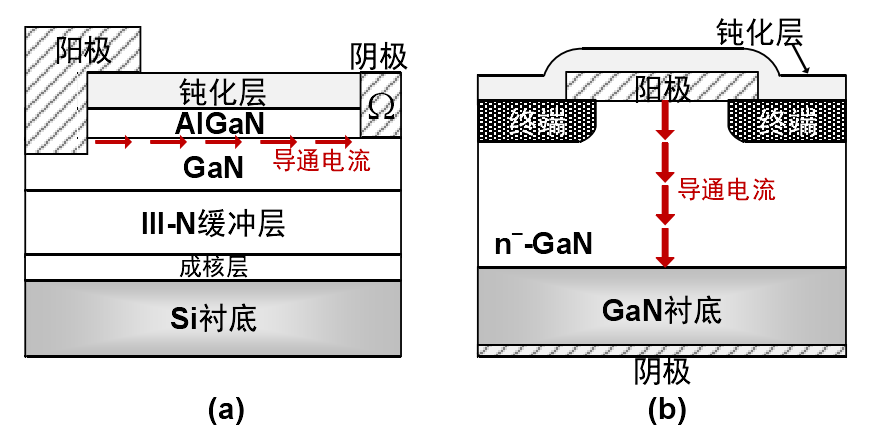 阳极
阴极
钝化层
Ω
AlGaN
导通电流
GaN
III-N缓冲层
成核层
Si衬底
(a)
钝化层
阳极
终端
终端
导通电流
n⁻-GaN
GaN衬底
阴极
(b)